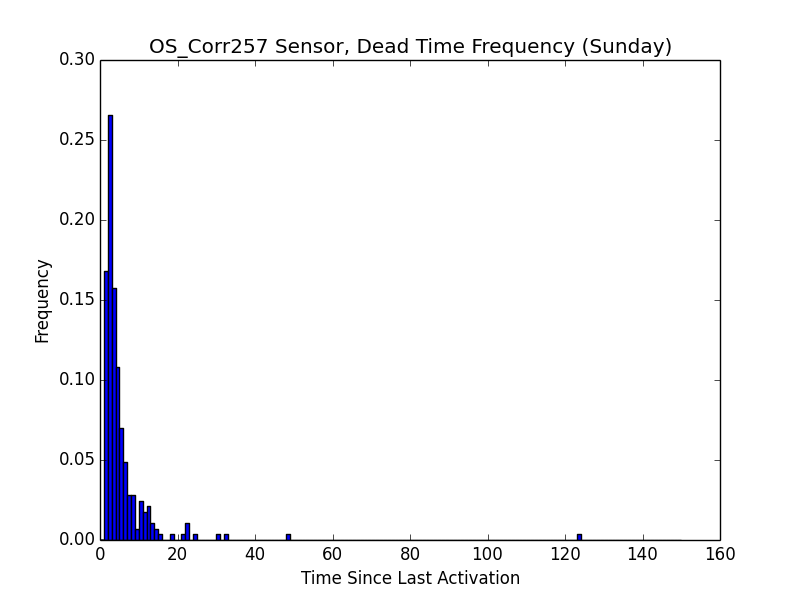 OS_Corr257 Sensor, Dead Time Frequency (Sunday)
0.30
0.25
0.20
0.15
0.10
0.05
0.00
Frequency
0 20 40 60 80 100 120 140 160
Time Since Last Activation